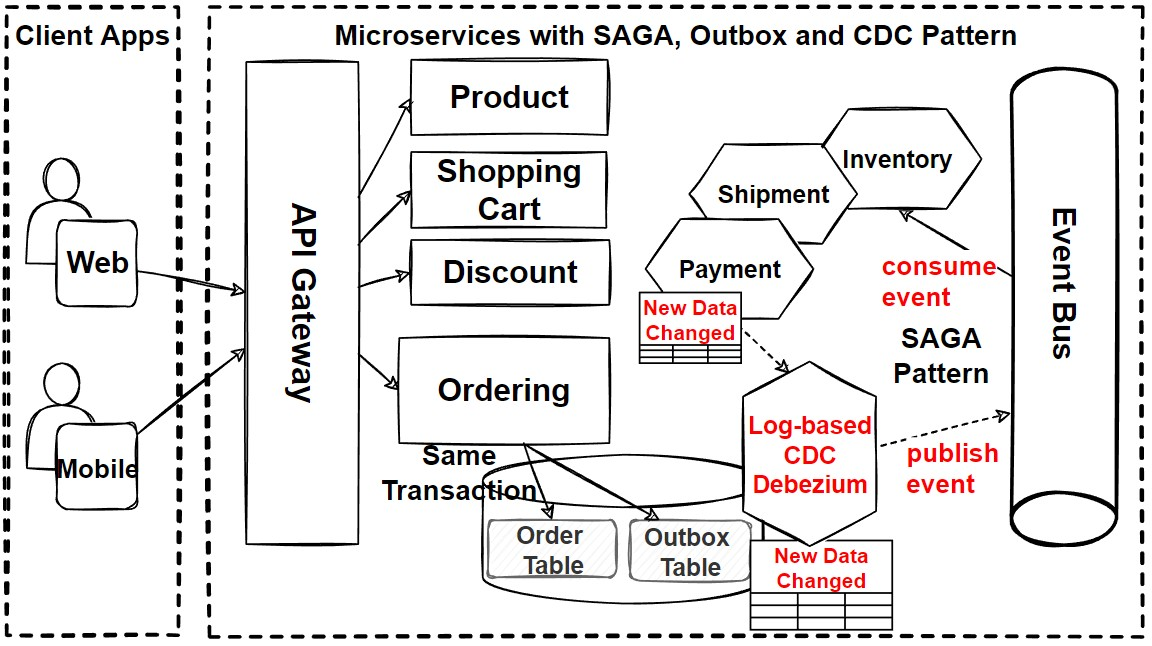 Client Apps
Microservices with SAGA, Outbox and CDC Pattern
Web
Mobile
API Gateway
Product
Shopping
Cart
Discount
Ordering
Same
Transaction
Order
Table
Outbox
Table
Inventory
Shipment
Payment
New Data
Changed
Log-based
CDC
Debezium
New Data
Changed
consume
event
SAGA
Pattern
publish
event
Event Bus